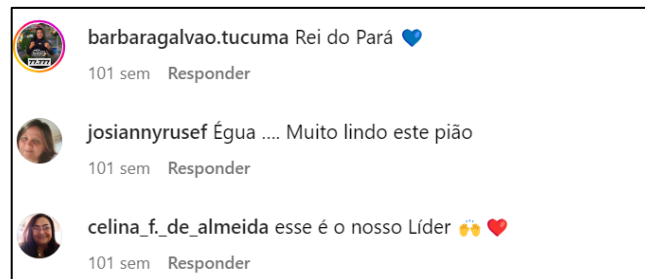 barbaragalvao.tucuma Rei do Pará 💙
101 sem Responder
josiannyrusef Égua .... Muito lindo este pião
101 sem Responder
celina_f._de_almeida esse é o nosso Líder 🙌❤️
101 sem Responder